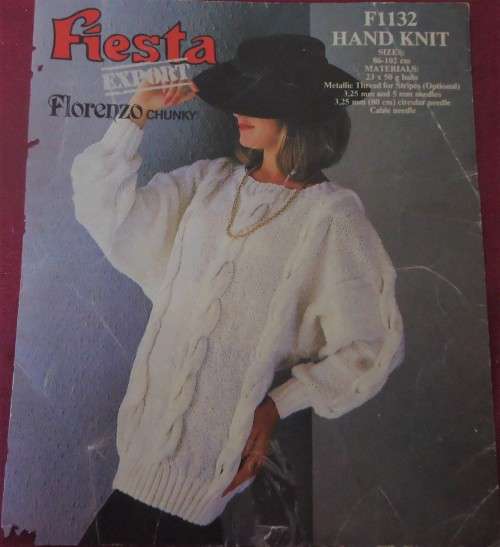 Fiesta
EXPORT
Florenzo CHUNKY
F1132
HAND KNIT
SIZES:
86-102 cm
MATERIALS:
23 x 50 g balls
Metallic Thread for Stripes (Optional)
3,25 mm and 5 mm needles
3,25 mm (80 cm) circular needle
Cable needle